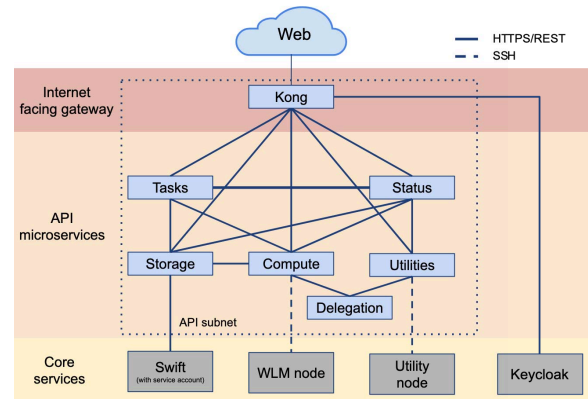 Web
HTTPS/REST
SSH
Internet
facing gateway
Kong
Tasks
Status
API
microservices
Storage
Compute
Utilities
Delegation
API subnet
Core
services
Swift
(with service account)
WLM node
Utility
node
Keycloak